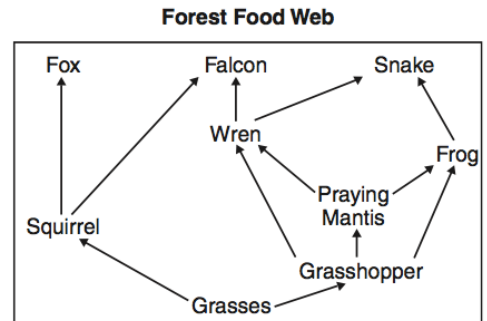 Forest Food Web
Fox
Falcon
Snake
Wren
Frog
Praying
Mantis
Squirrel
Grasshopper
Grasses